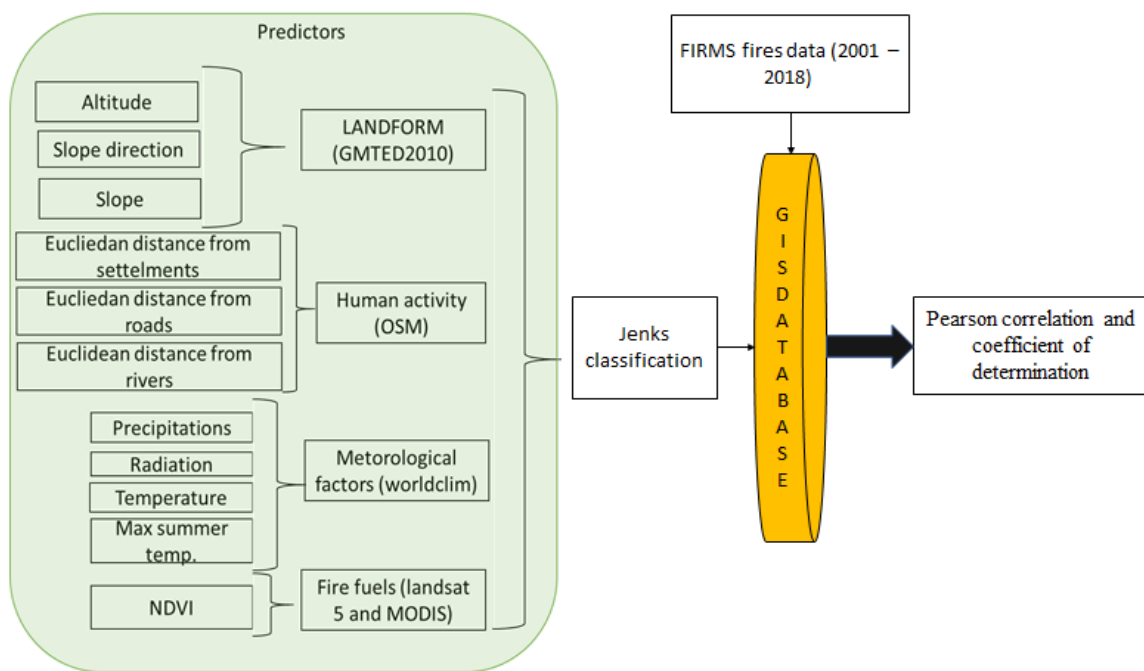 Predictors
Altitude
Slope direction
Slope
LANDFORM
(GMTED2010)
Eucliedan distance from
settelments
Eucliedan distance from
roads
Euclidean distance from
rivers
Human activity
(OSM)
Precipitations
Radiation
Temperature
Max summer
temp.
Metorological
factors (worldclim)
NDVI
Fire fuels (landsat
5 and MODIS)
Jenks
classification
FIRMS fires data (2001 –
2018)
G
I
S
D
A
T
A
B
A
S
E
Pearson correlation and
coefficient of
determination